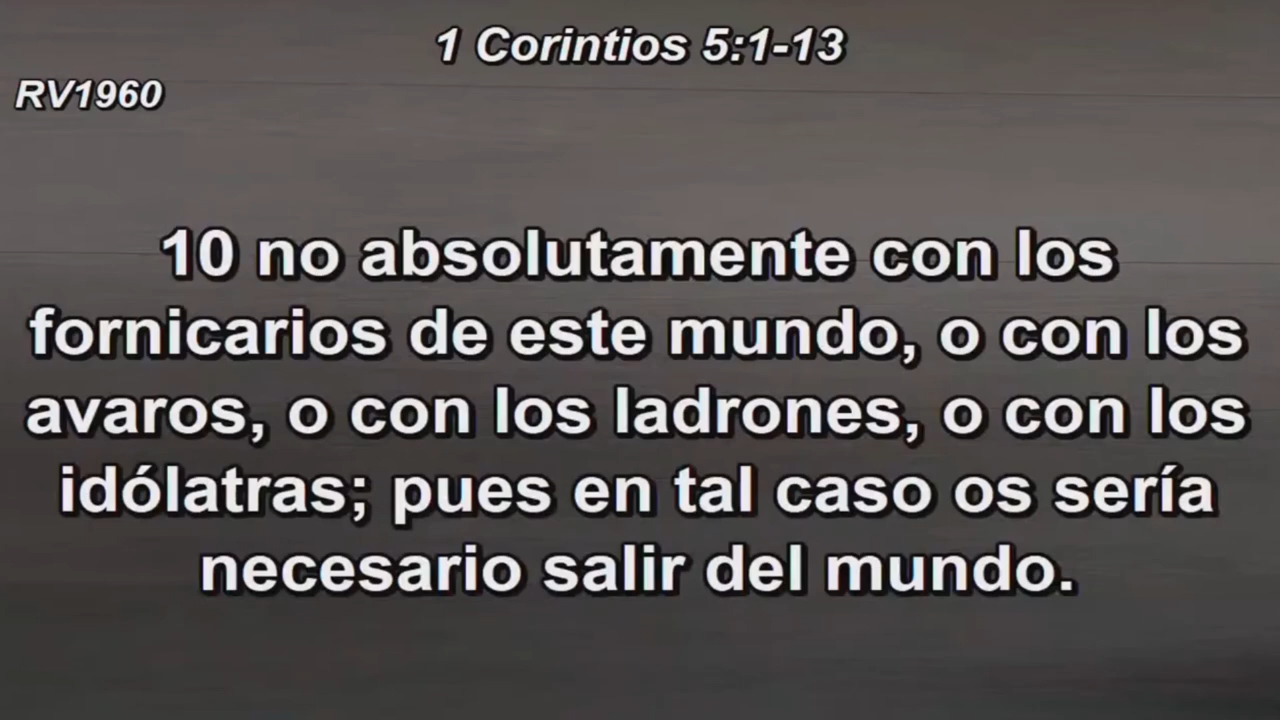 1 Corintios 5:1-13
RV1960
10 no absolutamente con los
fornicarios de este mundo, o con los
avaros, o con los ladrones, o con los
idólatras; pues en tal caso os sería
necesario salir del mundo.